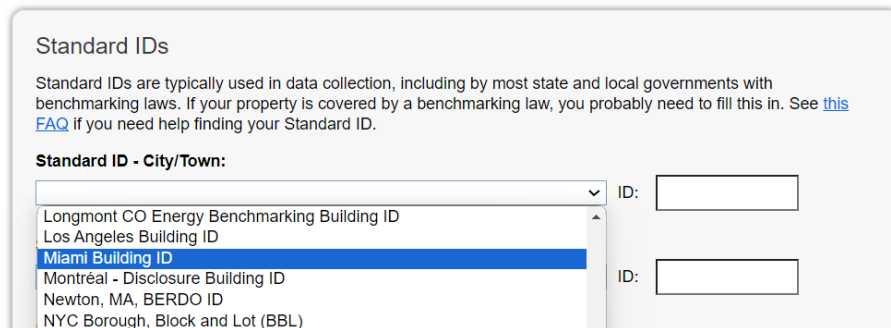 Standard IDs
Standard IDs are typically used in data collection, including by most state and local governments with
benchmarking laws. If your property is covered by a benchmarking law, you probably need to fill this in. See this
FAQ if you need help finding your Standard ID.
Standard ID - City/Town:
ID:
Longmont CO Energy Benchmarking Building ID
Los Angeles Building ID
Miami Building ID
Montréal - Disclosure Building ID
ID:
Newton, MA, BERDO ID
NYC Borough, Block and Lot (BBL)